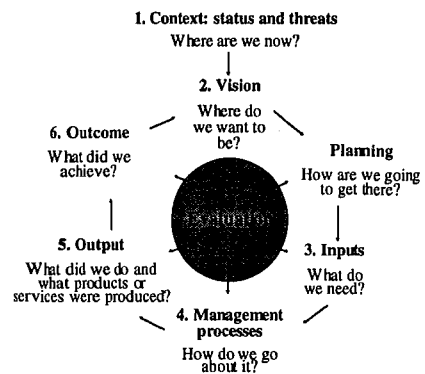 1. Context: status and threats
Where are we now?
2. Vision
Where do
we want to
be?
Planning
How are we going
to get there?
3. Inputs
What do
we need?
4. Management
processes
How do we go
about it?
5. Output
What did we do and
what products or
services were produced?
6. Outcome
What did we
achieve?